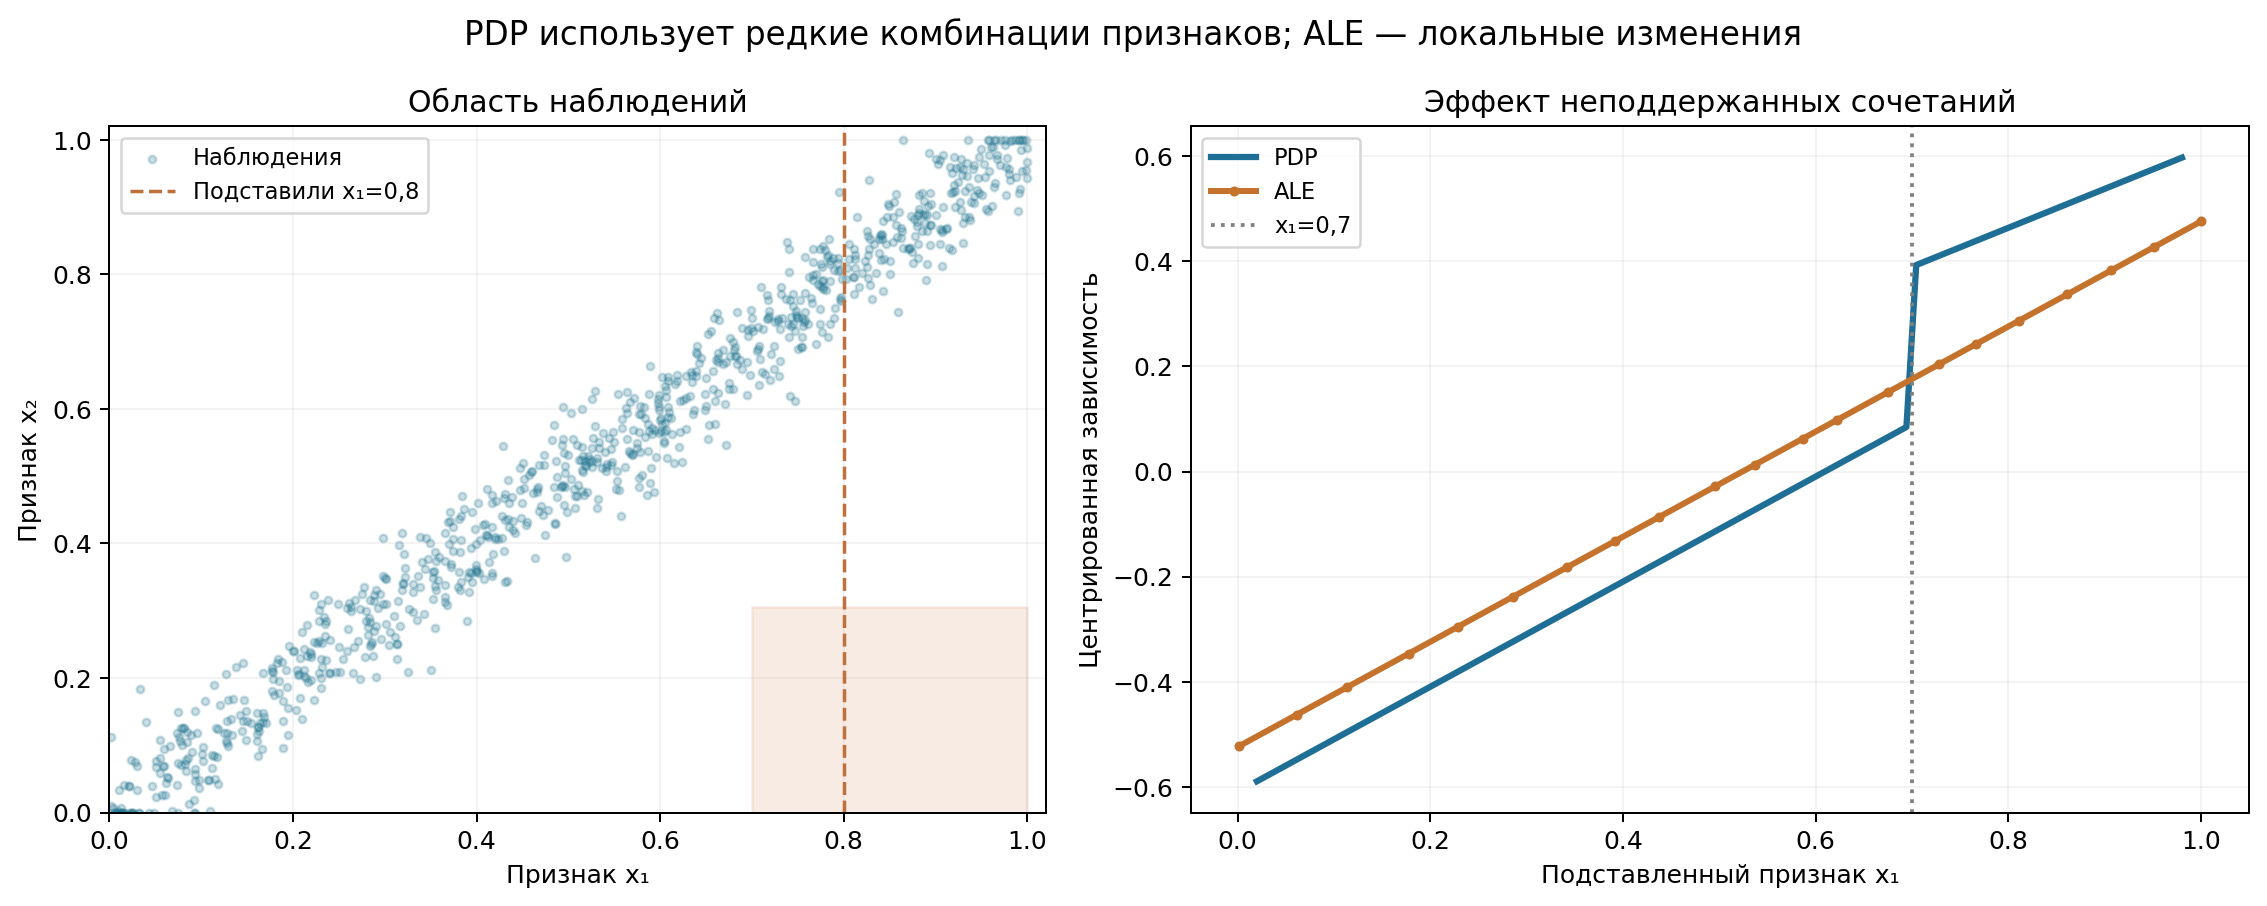 PDP использует редкие комбинации признаков; ALE — локальные изменения
Область наблюдений
Наблюдения
Подставили x₁=0,8
1.0
0.8
0.6
0.4
0.2
0.0
Признак x₂
0.0 0.2 0.4 0.6 0.8 1.0
Признак x₁
Эффект неподдержанных сочетаний
PDP
ALE
x₁=0,7
0.6
0.4
0.2
0.0
−0.2
−0.4
−0.6
Центрированная зависимость
0.0 0.2 0.4 0.6 0.8 1.0
Подставленный признак x₁